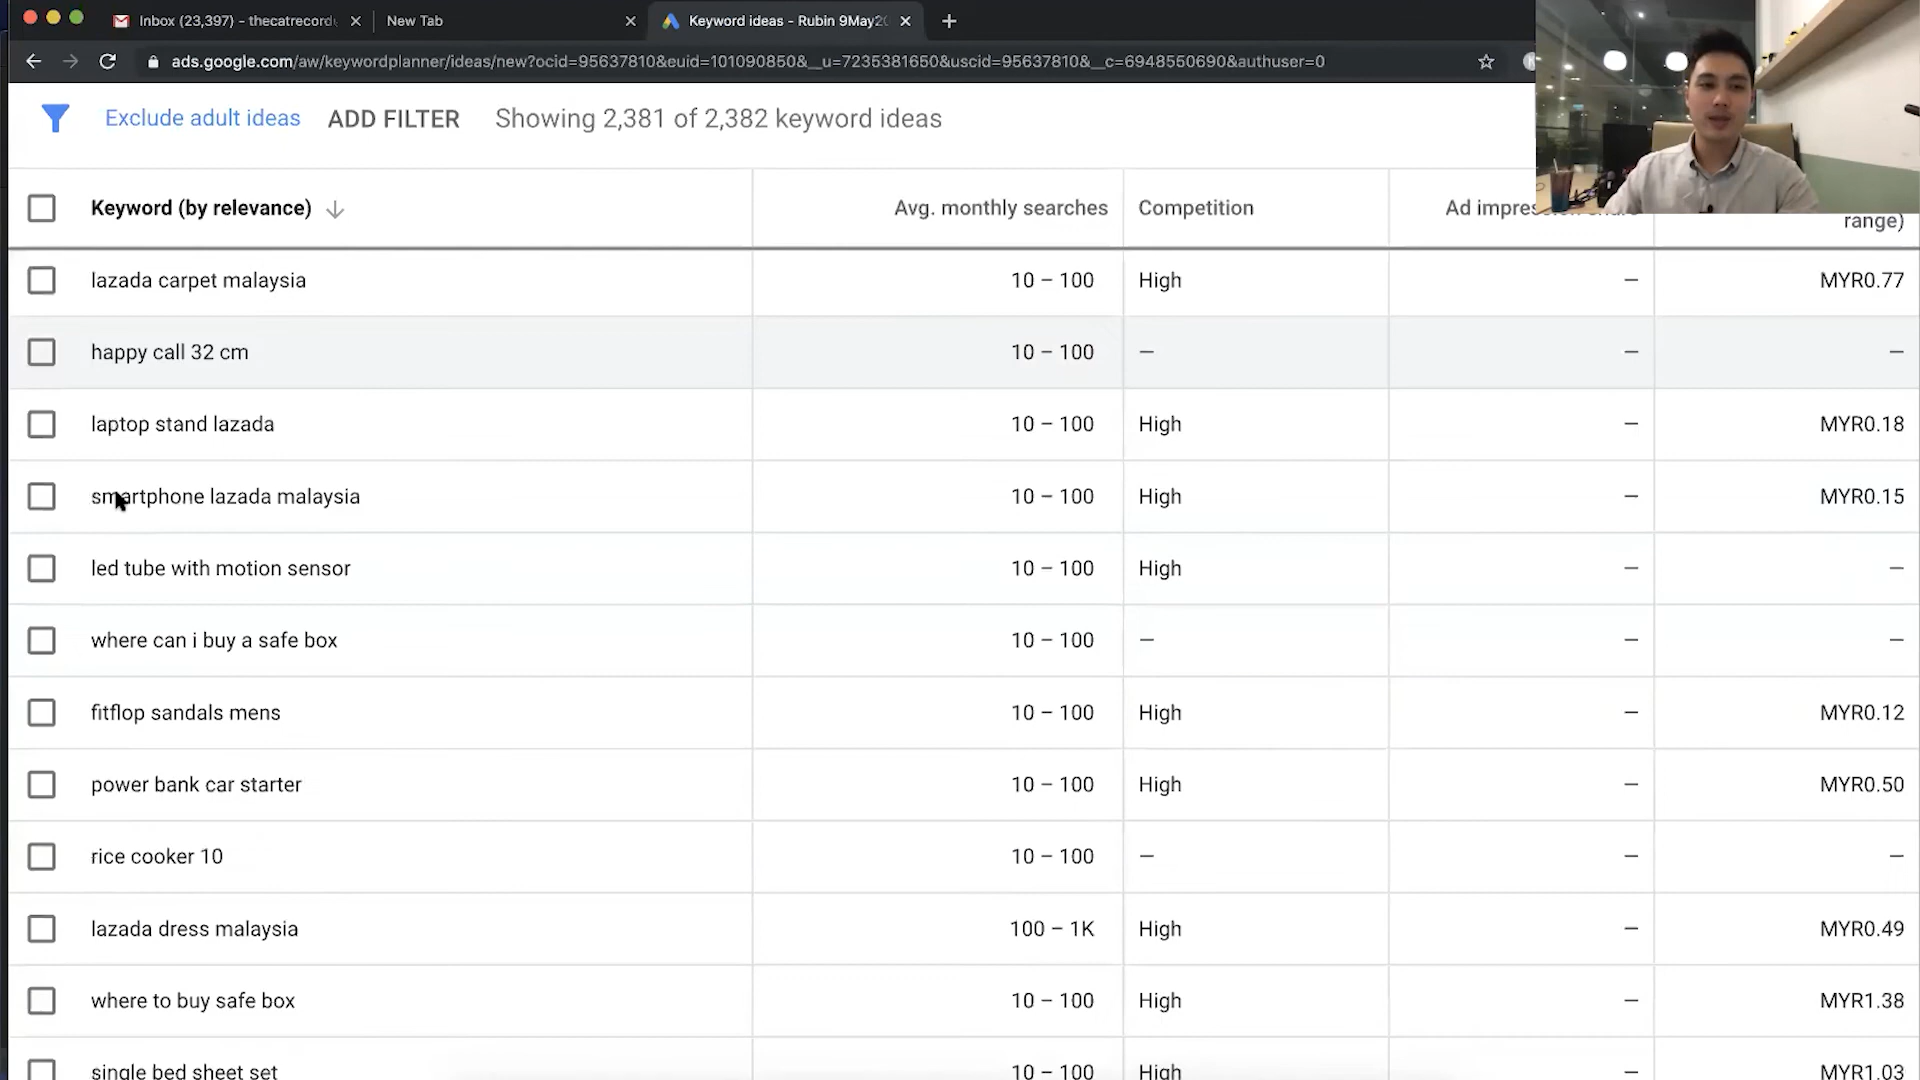 Inbox (23,397) - thecatrecord
New Tab
Keyword ideas - Rubin 9May20
ads.google.com/aw/keywordplanner/ideas/new?ocid=95637810&euid=101090850&__u=7235381650&uscid=95637810&__c=6948550690&authuser=0
Exclude adult ideas ADD FILTER Showing 2,381 of 2,382 keyword ideas
Keyword (by relevance) Avg. monthly searches Competition Ad impression range)
lazada carpet malaysia 10 – 100 High – MYR0.77
happy call 32 cm 10 – 100 – – –
laptop stand lazada 10 – 100 High – MYR0.18
smartphone lazada malaysia 10 – 100 High – MYR0.15
led tube with motion sensor 10 – 100 High – –
where can i buy a safe box 10 – 100 – – –
fitflop sandals mens 10 – 100 High – MYR0.12
power bank car starter 10 – 100 High – MYR0.50
rice cooker 10 10 – 100 – – –
lazada dress malaysia 100 – 1K High – MYR0.49
where to buy safe box 10 – 100 High – MYR1.38
single bed sheet set 10 – 100 High – MYR1.03